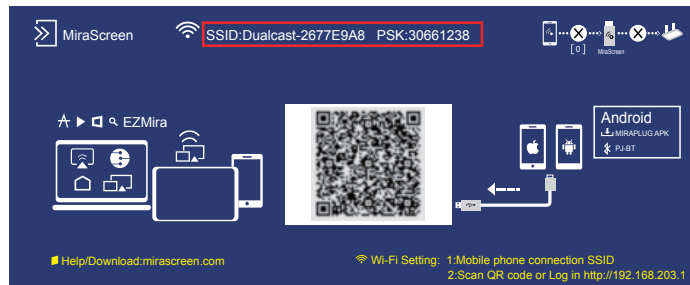 MiraScreen
SSID:Dualcast-2677E9A8 PSK:30661238
[ 0 ]
MiraScreen
EZMira
Android
MIRAPLUG APK
PJ-BT
Help/Download:mirascreen.com
Wi-Fi Setting: 1:Mobile phone connection SSID
2:Scan QR code or Log in http://192.168.203.1